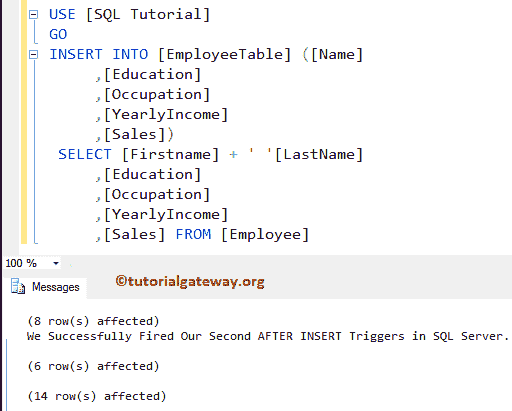 USE [SQL Tutorial]
GO
INSERT INTO [EmployeeTable] ([Name]
,[Education]
,[Occupation]
,[YearlyIncome]
,[Sales])
SELECT [Firstname] + ' '[LastName]
,[Education]
,[Occupation]
,[YearlyIncome]
,[Sales] FROM [Employee]
100 %
Messages ©tutorialgateway.org
(8 row(s) affected)
We Successfully Fired Our Second AFTER INSERT Triggers in SQL Server.
(6 row(s) affected)
(14 row(s) affected)